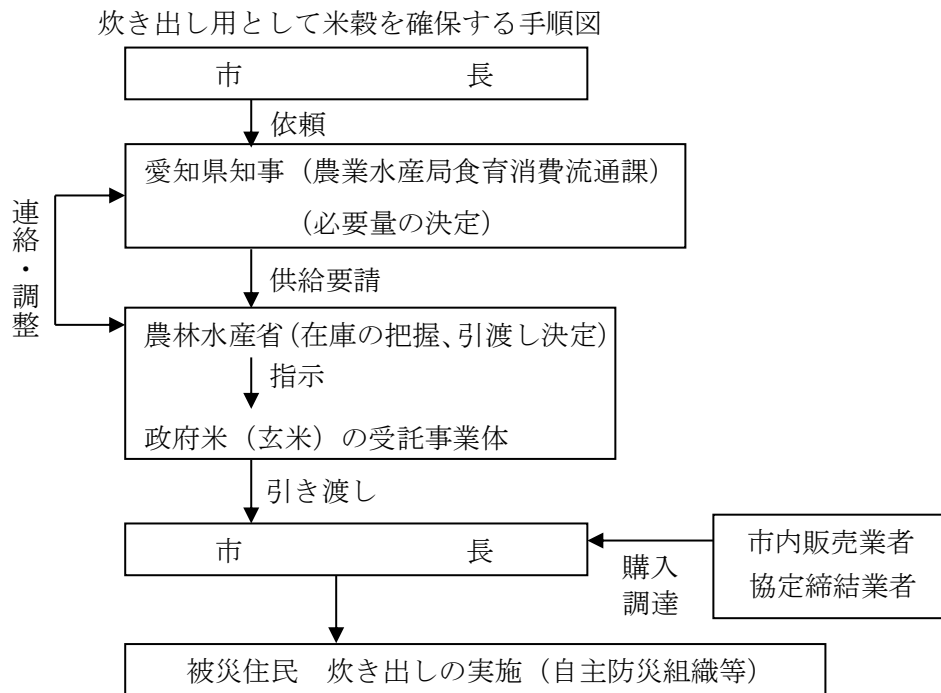 炊き出し用として米穀を確保する手順図
市 長
依頼
愛知県知事（農業水産局食育消費流通課）
（必要量の決定）
連絡・調整
供給要請
農林水産省（在庫の把握、引渡し決定）
指示
政府米（玄米）の受託事業体
引き渡し
市 長
市内販売業者
協定締結業者
購入
調達
被災住民 炊き出しの実施（自主防災組織等）